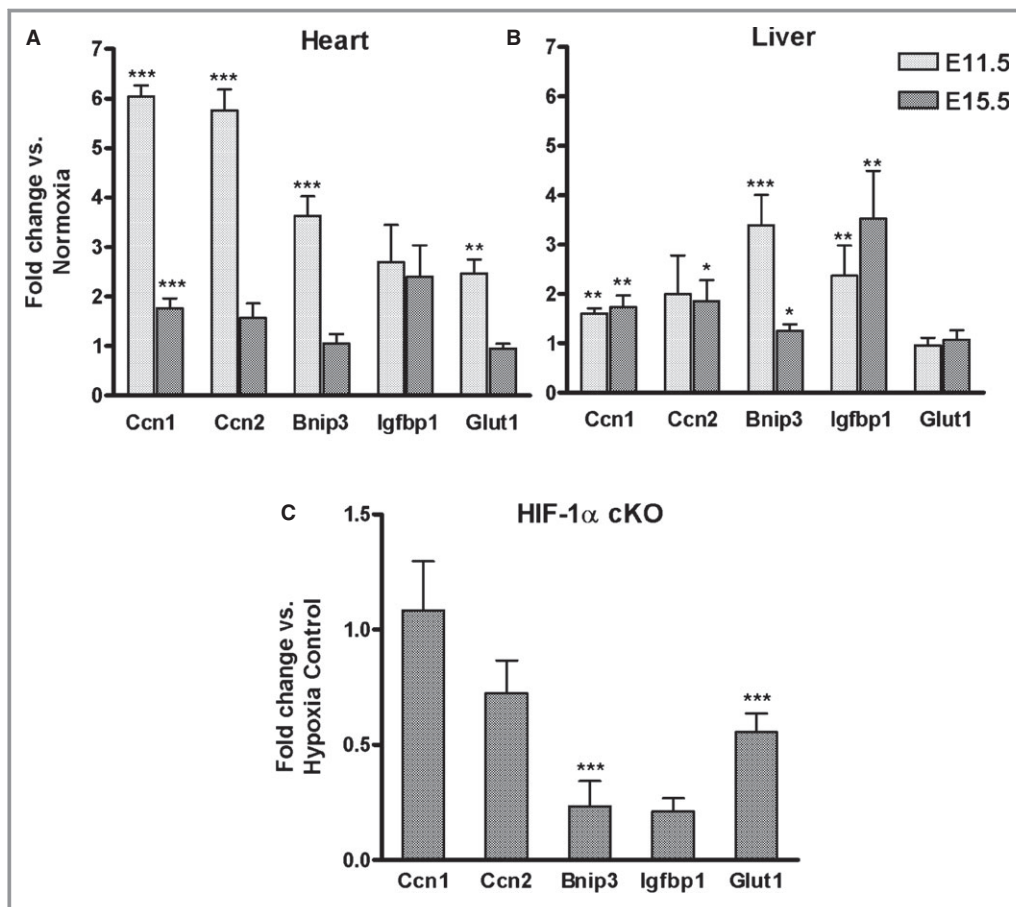 A
Heart
Fold change vs.
Normoxia
7
6
5
4
3
2
1
0
***
***
***
***
**
Ccn1
Ccn2
Bnip3
Igfbp1
Glut1
B
Liver
E11.5
E15.5
7
6
5
4
3
2
1
0
**
**
*
***
*
**
**
Ccn1
Ccn2
Bnip3
Igfbp1
Glut1
C
HIF-1α cKO
Fold change vs.
Hypoxia Control
1.5
1.0
0.5
0.0
***
***
Ccn1
Ccn2
Bnip3
Igfbp1
Glut1